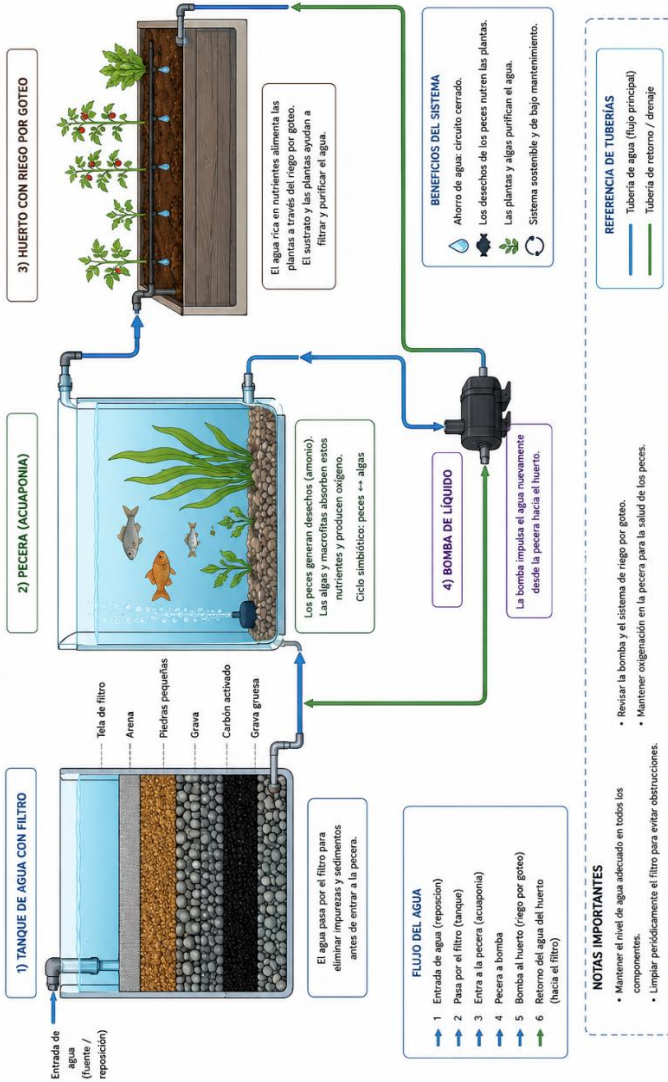 1) TANQUE DE AGUA CON FILTRO
Entrada de
agua
(fuente /
reposición)
Tela de filtro
Arena
Piedras pequeñas
Grava
Carbón activado
Grava gruesa
El agua pasa por el filtro para
eliminar impurezas y sedimentos
antes de entrar a la pecera.
2) PECERA (ACUAPONIA)
Los peces generan desechos (amonio).
Las algas y macrofitas absorben estos
nutrientes y producen oxígeno.
Ciclo simbiótico: peces ↔ algas
3) HUERTO CON RIEGO POR GOTEO
El agua rica en nutrientes alimenta las
plantas a través del riego por goteo.
El sustrato y las plantas ayudan a
filtrar y purificar el agua.
4) BOMBA DE LÍQUIDO
La bomba impulsa el agua nuevamente
desde la pecera hacia el huerto.
FLUJO DEL AGUA
1 Entrada de agua (reposcion)
2 Pasa por el filtro (tanque)
3 Entra a la pecera (acuaponia)
4 Pecera a bomba
5 Bomba al huerto (riego por goteo)
6 Retorno del agua del huerto
(hacia el filtro)
BENEFICIOS DEL SISTEMA
Ahorro de agua: circuito cerrado.
Los desechos de los peces nutren las plantas.
Las plantas y algas purifican el agua.
Sistema sostenible y de bajo mantenimiento.
NOTAS IMPORTANTES
• Mantener el nivel de agua adecuado en todos los
componentes.
• Limpiar periódicamente el filtro para evitar obstrucciones.
• Revisar la bomba y el sistema de riego por goteo.
• Mantener oxigenación en la pecera para la salud de los peces.
REFERENCIA DE TUBERÍAS
Tubería de agua (flujo principal)
Tubería de retorno / drenaje